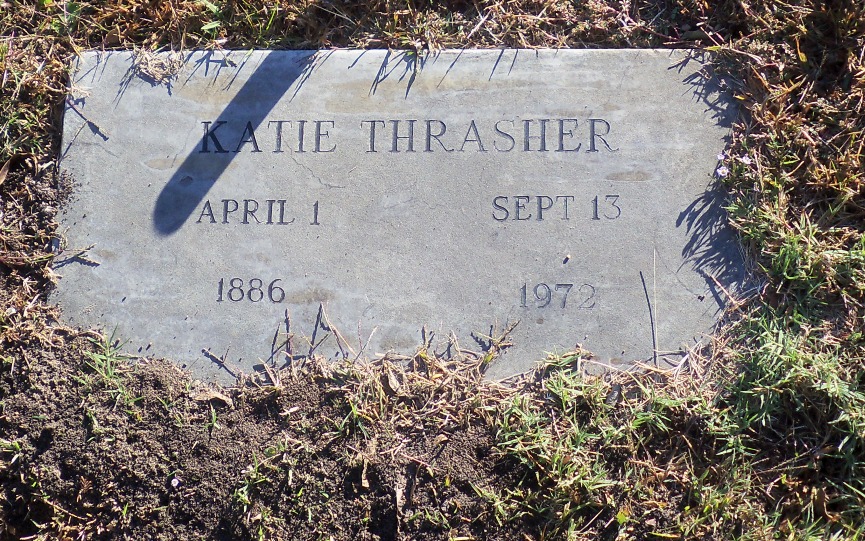 KATIE THRASHER
APRIL 1 SEPT 13
1886 1972